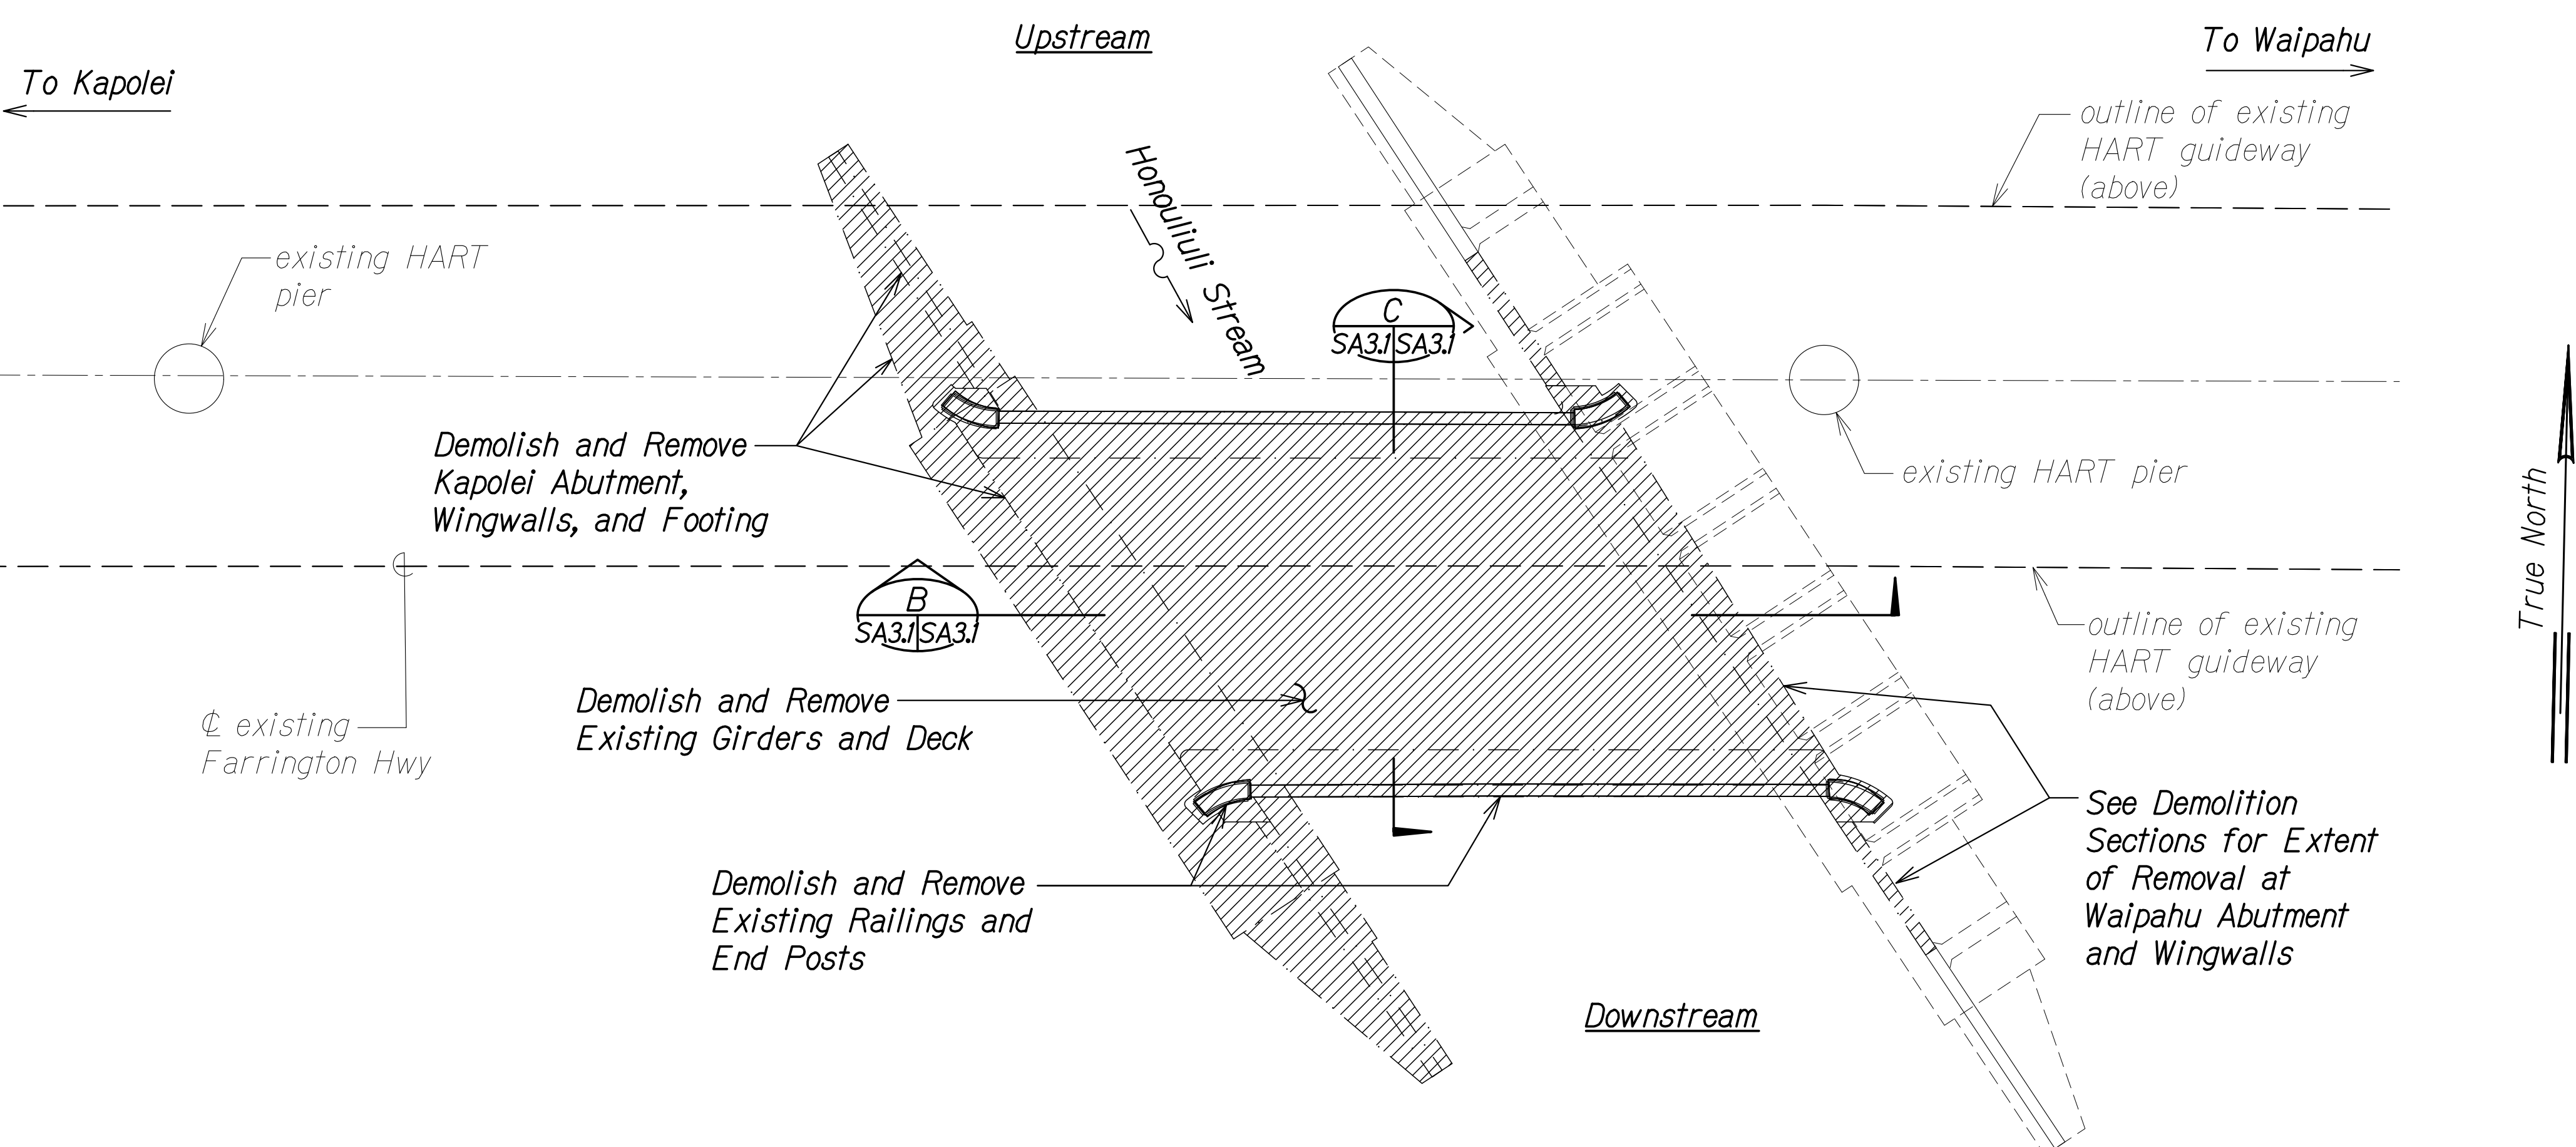 Upstream
To Waipahu
To Kapolei
outline of existing
HART guideway
(above)
Honouliuli Stream
existing HART
pier
C
SA3.1 SA3.1
Demolish and Remove
Kapolei Abutment,
Wingwalls, and Footing
existing HART pier
True North
B
SA3.1 SA3.1
outline of existing
HART guideway
(above)
Demolish and Remove
Existing Girders and Deck
℄ existing
Farrington Hwy
See Demolition
Sections for Extent
of Removal at
Waipahu Abutment
and Wingwalls
Demolish and Remove
Existing Railings and
End Posts
Downstream